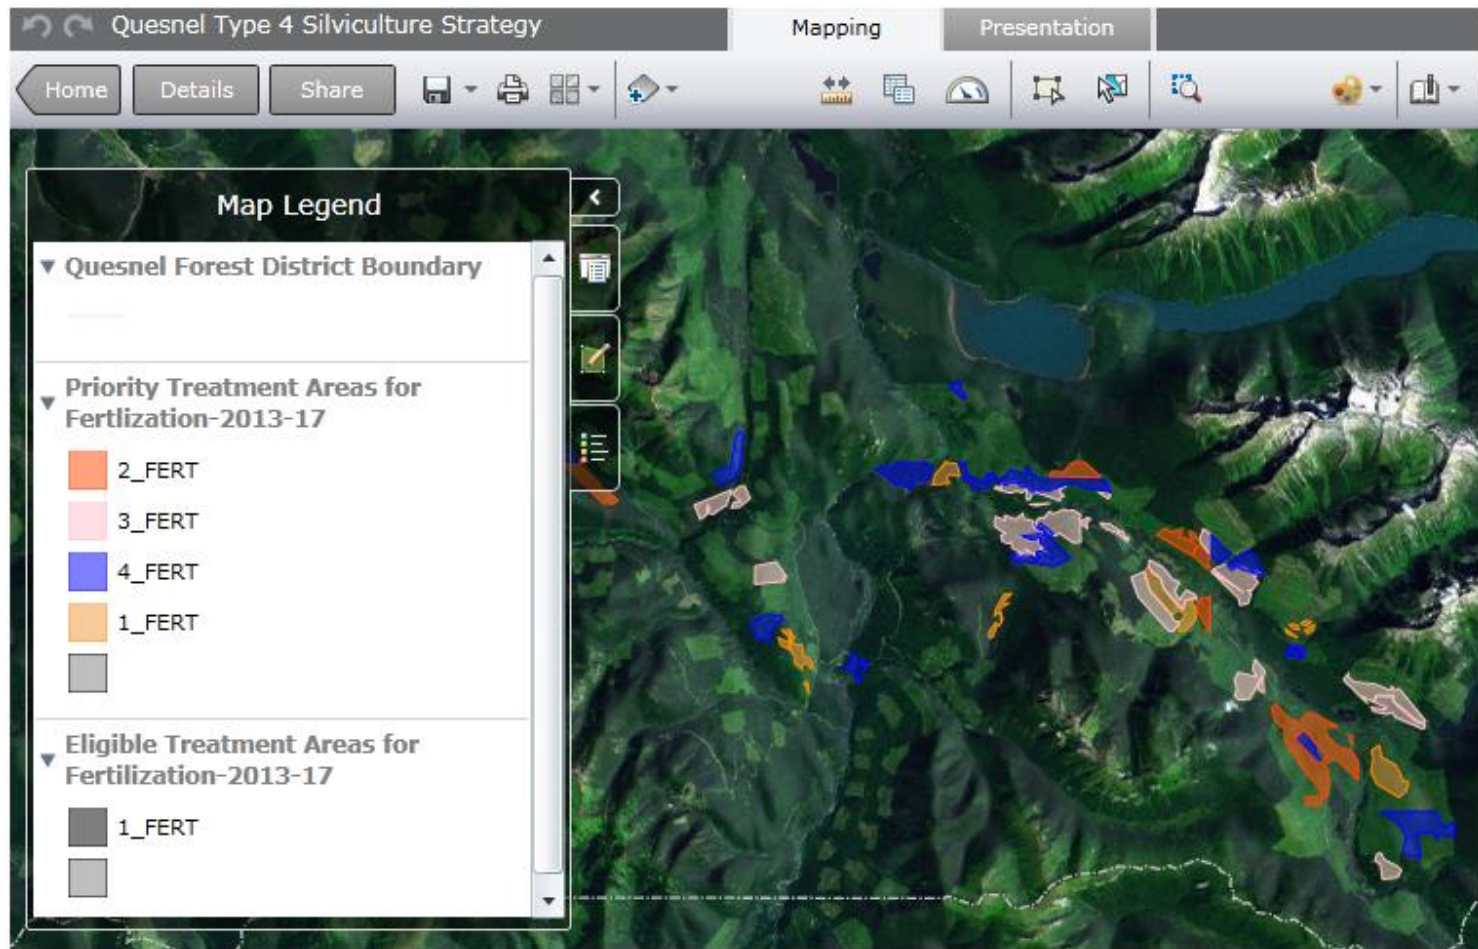 Quesnel Type 4 Silviculture Strategy
Mapping
Presentation
Home
Details
Share
Map Legend
Quesnel Forest District Boundary
Priority Treatment Areas for
Fertlization-2013-17
2_FERT
3_FERT
4_FERT
1_FERT
Eligible Treatment Areas for
Fertilization-2013-17
1_FERT